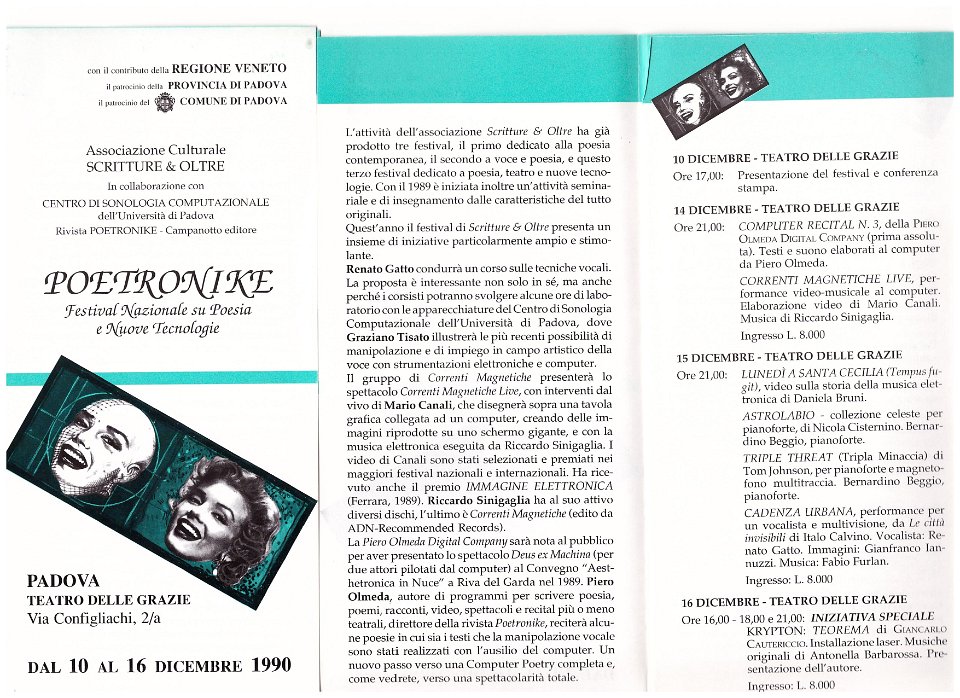 con il contributo della REGIONE VENETO
il patrocinio della PROVINCIA DI PADOVA
il patrocinio del COMUNE DI PADOVA
Associazione Culturale
SCRITTURE & OLTRE
In collaborazione con
CENTRO DI SONOLOGIA COMPUTAZIONALE
dell'Università di Padova
Rivista POETRONIKE - Campanotto editore
POETRONIKE
Festival Nazionale su Poesia
e Nuove Tecnologie
PADOVA
TEATRO DELLE GRAZIE
Via Configliachi, 2/a
DAL 10 AL 16 DICEMBRE 1990
L'attività dell'associazione Scritture & Oltre ha già
prodotto tre festival, il primo dedicato alla poesia
contemporanea, il secondo a voce e poesia, e questo
terzo festival dedicato a poesia, teatro e nuove tecno-
logie. Con il 1989 è iniziata inoltre un'attività semina-
riale e di insegnamento dalle caratteristiche del tutto
originali.
Quest'anno il festival di Scritture & Oltre presenta un
insieme di iniziative particolarmente ampio e stimo-
lante.
Renato Gatto condurrà un corso sulle tecniche vocali.
La proposta è interessante non solo in sé, ma anche
perché i corsisti potranno svolgere alcune ore di labo-
ratorio con le apparecchiature del Centro di Sonologia
Computazionale dell'Università di Padova, dove
Graziano Tisato illustrerà le più recenti possibilità di
manipolazione e di impiego in campo artistico della
voce con strumentazioni elettroniche e computer.
Il gruppo di Correnti Magnetiche presenterà lo
spettacolo Correnti Magnetiche Live, con interventi dal
vivo di Mario Canali, che disegnerà sopra una tavola
grafica collegata ad un computer, creando delle im-
magini riprodotte su uno schermo gigante, e con la
musica elettronica eseguita da Riccardo Sinigaglia. I
video di Canali sono stati selezionati e premiati nei
maggiori festival nazionali e internazionali. Ha rice-
vuto anche il premio IMMAGINE ELETTRONICA
(Ferrara, 1989). Riccardo Sinigaglia ha al suo attivo
diversi dischi, l'ultimo è Correnti Magnetiche (edito da
ADN-Recommended Records).
La Piero Olmeda Digital Company sarà nota al pubblico
per aver presentato lo spettacolo Deus ex Machina (per
due attori pilotati dal computer) al Convegno "Aest-
hetronica in Nuce" a Riva del Garda nel 1989. Piero
Olmeda, autore di programmi per scrivere poesia,
poemi, racconti, video, spettacoli e recital più o meno
teatrali, direttore della rivista Poetronike, reciterà alcu-
ne poesie in cui sia i testi che la manipolazione vocale
sono stati realizzati con l'ausilio del computer. Un
nuovo passo verso una Computer Poetry completa e,
come vedrete, verso una spettacolarità totale.
10 DICEMBRE - TEATRO DELLE GRAZIE
Ore 17,00: Presentazione del festival e conferenza
stampa.
14 DICEMBRE - TEATRO DELLE GRAZIE
Ore 21,00: COMPUTER RECITAL N. 3, della PIERO
OLMEDA DIGITAL COMPANY (prima assolu-
ta). Testi e suono elaborati al computer
da Piero Olmeda.
CORRENTI MAGNETICHE LIVE, per-
formance video-musicale al computer.
Elaborazione video di Mario Canali.
Musica di Riccardo Sinigaglia.
Ingresso L. 8.000
15 DICEMBRE - TEATRO DELLE GRAZIE
Ore 21,00: LUNEDÌ A SANTA CECILIA (Tempus fu-
git), video sulla storia della musica elet-
tronica di Daniela Bruni.
ASTROLABIO - collezione celeste per
pianoforte, di Nicola Cisternino. Bernar-
dino Beggio, pianoforte.
TRIPLE THREAT (Tripla Minaccia) di
Tom Johnson, per pianoforte e magneto-
fono multitraccia. Bernardino Beggio,
pianoforte.
CADENZA URBANA, performance per
un vocalista e multivisione, da Le città
invisibili di Italo Calvino. Vocalista: Re-
nato Gatto. Immagini: Gianfranco Ian-
nuzzi. Musica: Fabio Furlan.
Ingresso: L. 8.000
16 DICEMBRE - TEATRO DELLE GRAZIE
Ore 16,00 - 18,00 e 21,00: INIZIATIVA SPECIALE
KRYPTON: TEOREMA di GIANCARLO
CAUTERICCIO. Installazione laser. Musiche
originali di Antonella Barbarossa. Pre-
sentazione dell'autore.
Ingresso: L. 8.000